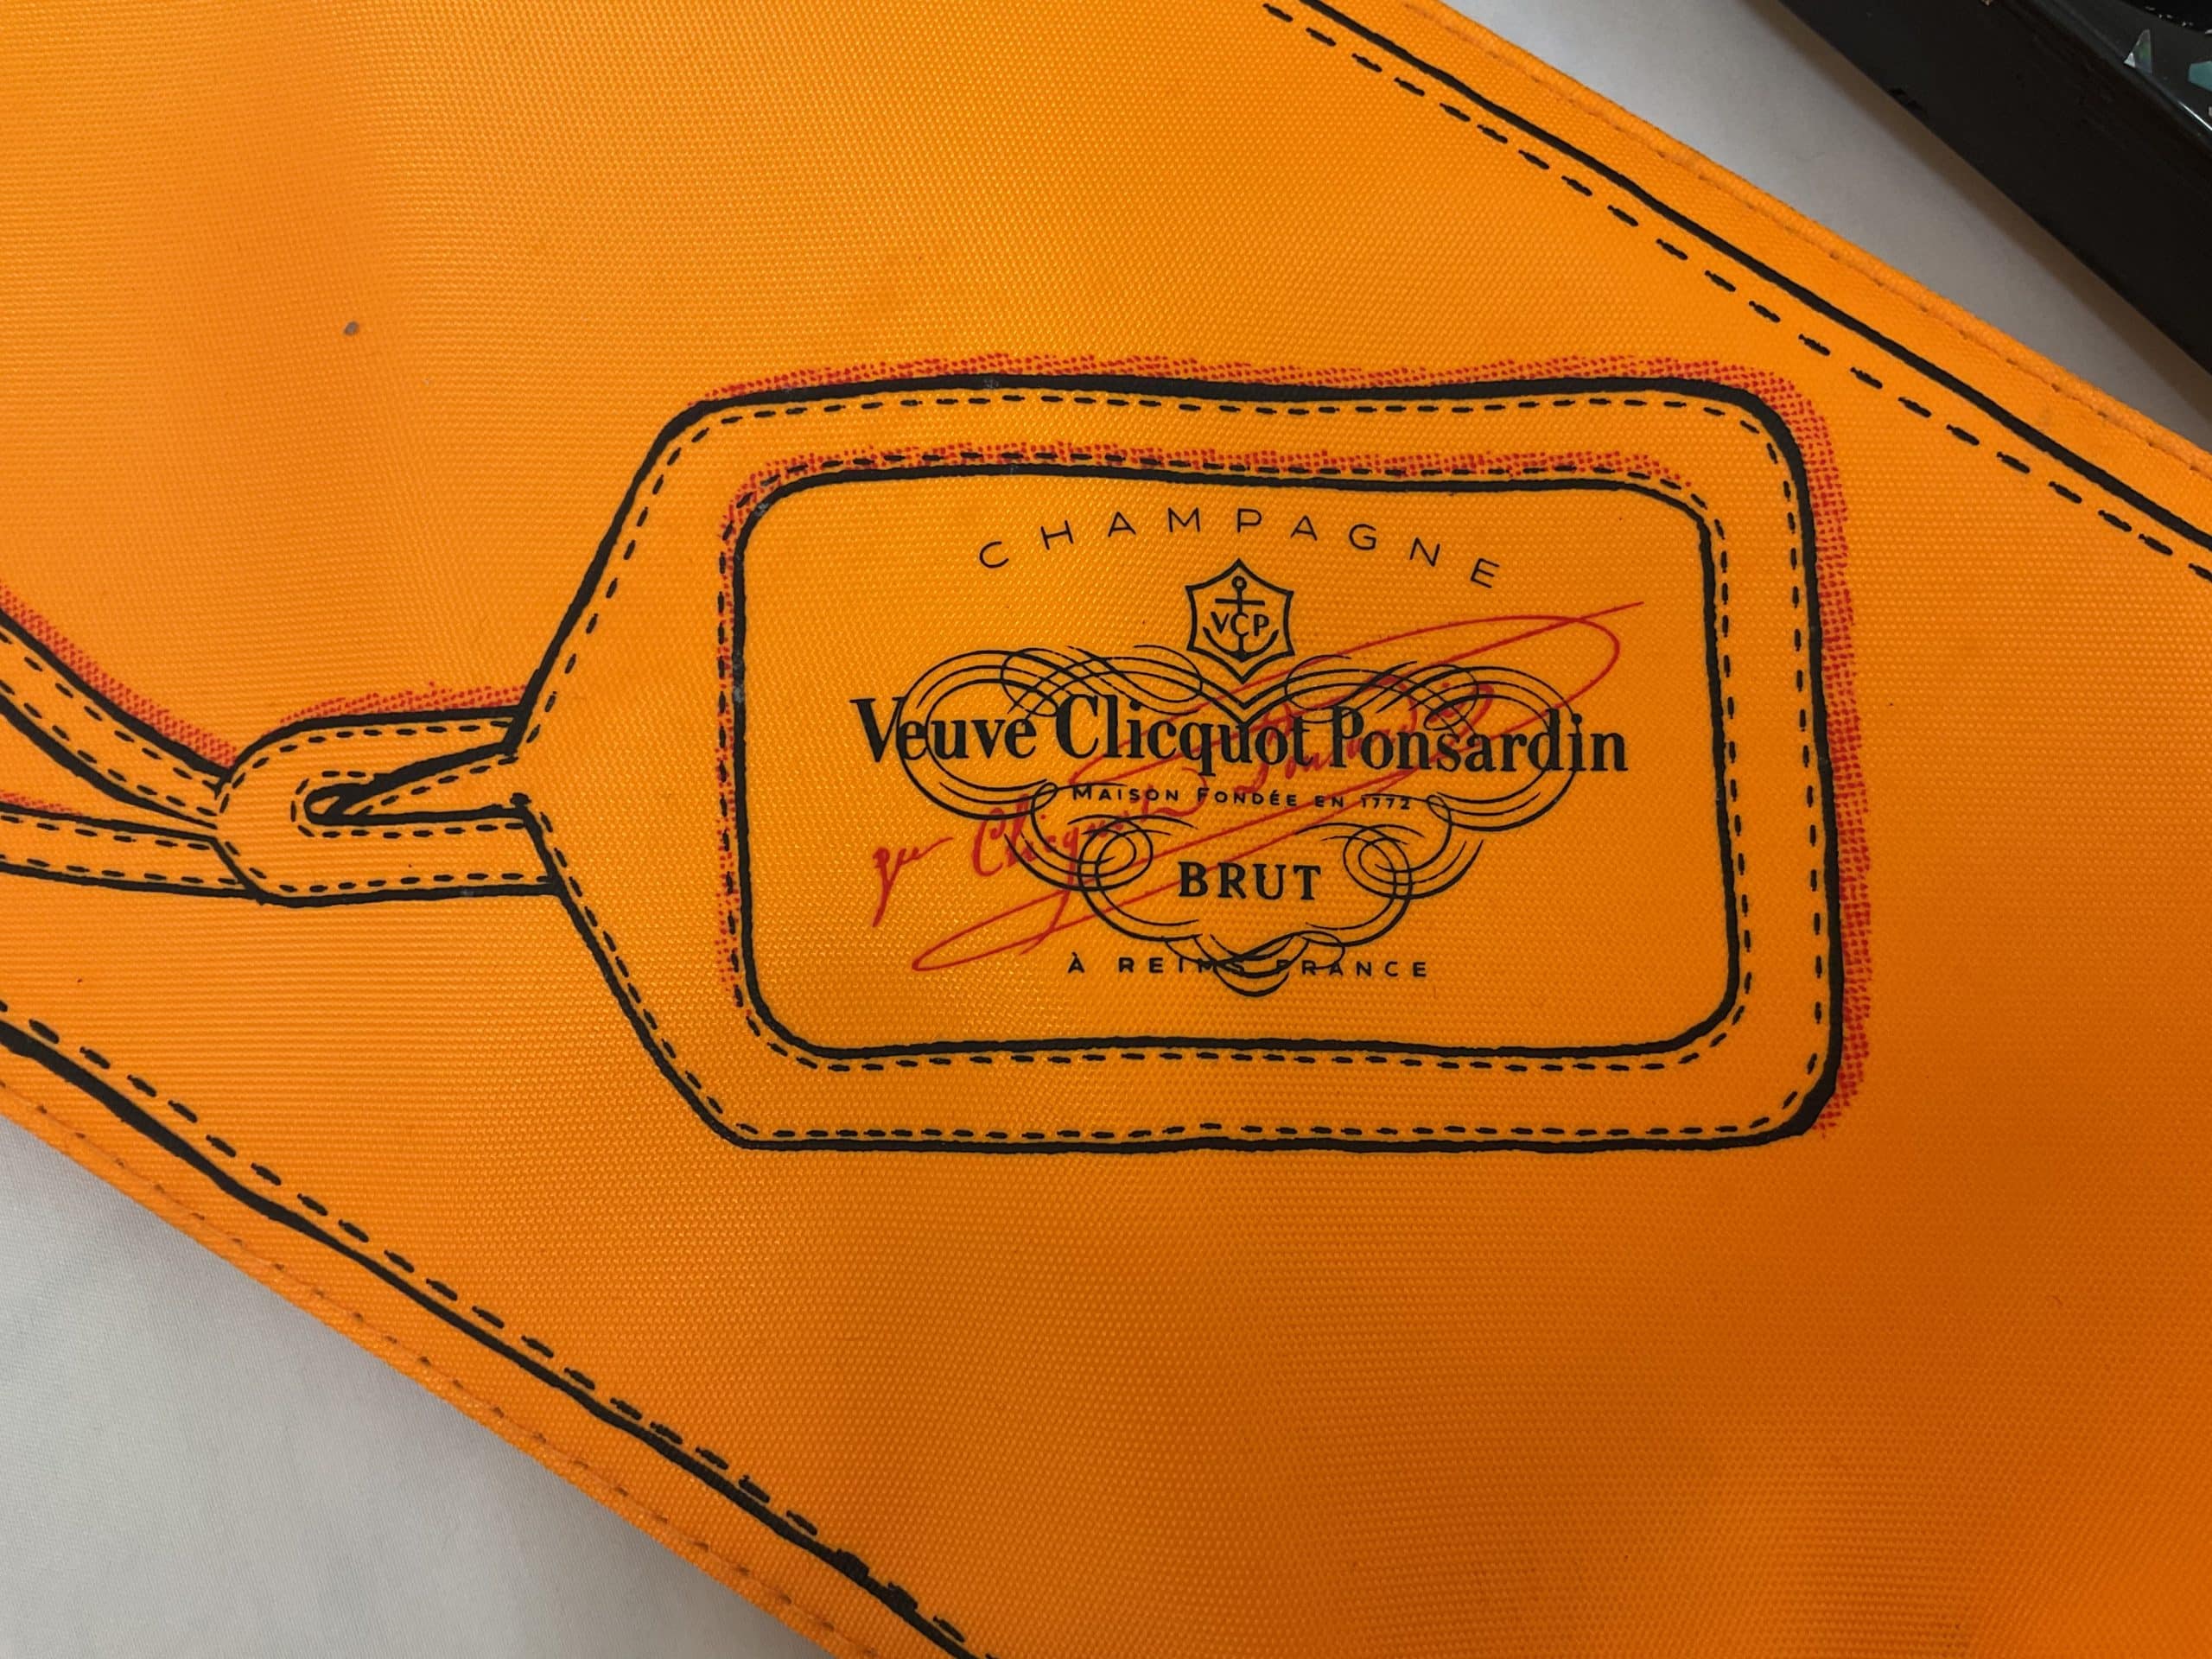 CHAMPAGNE
VCP
Veuve Clicquot Ponsardin
MAISON FONDÉE EN 1772
BRUT
À REIMS FRANCE